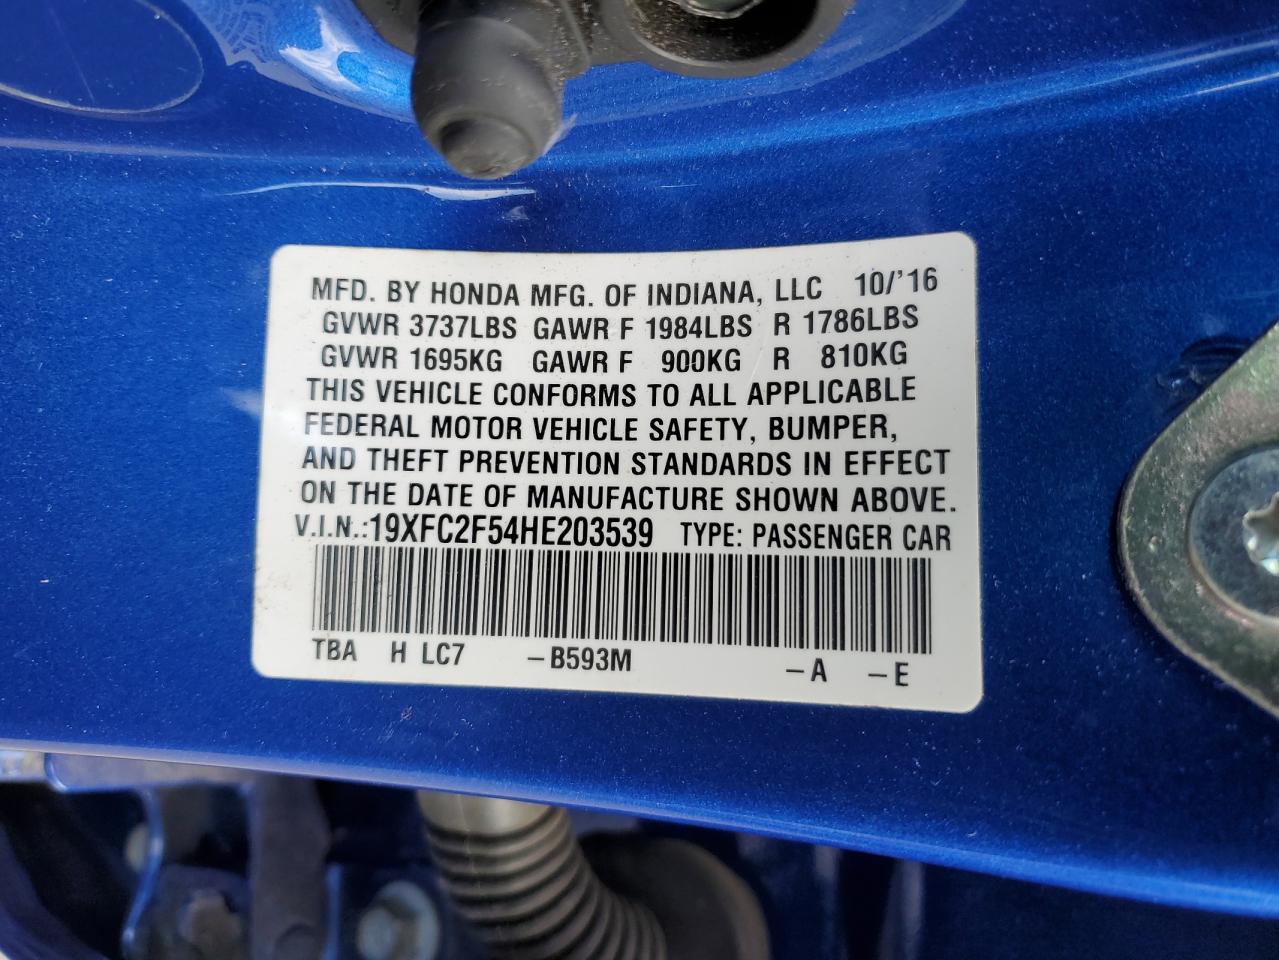 MFD. BY HONDA MFG. OF INDIANA, LLC 10/'16
GVWR 3737LBS GAWR F 1984LBS R 1786LBS
GVWR 1695KG GAWR F 900KG R 810KG
THIS VEHICLE CONFORMS TO ALL APPLICABLE
FEDERAL MOTOR VEHICLE SAFETY, BUMPER,
AND THEFT PREVENTION STANDARDS IN EFFECT
ON THE DATE OF MANUFACTURE SHOWN ABOVE.
V.I.N.:19XFC2F54HE203539 TYPE: PASSENGER CAR
TBA H LC7 -B593M -A -E